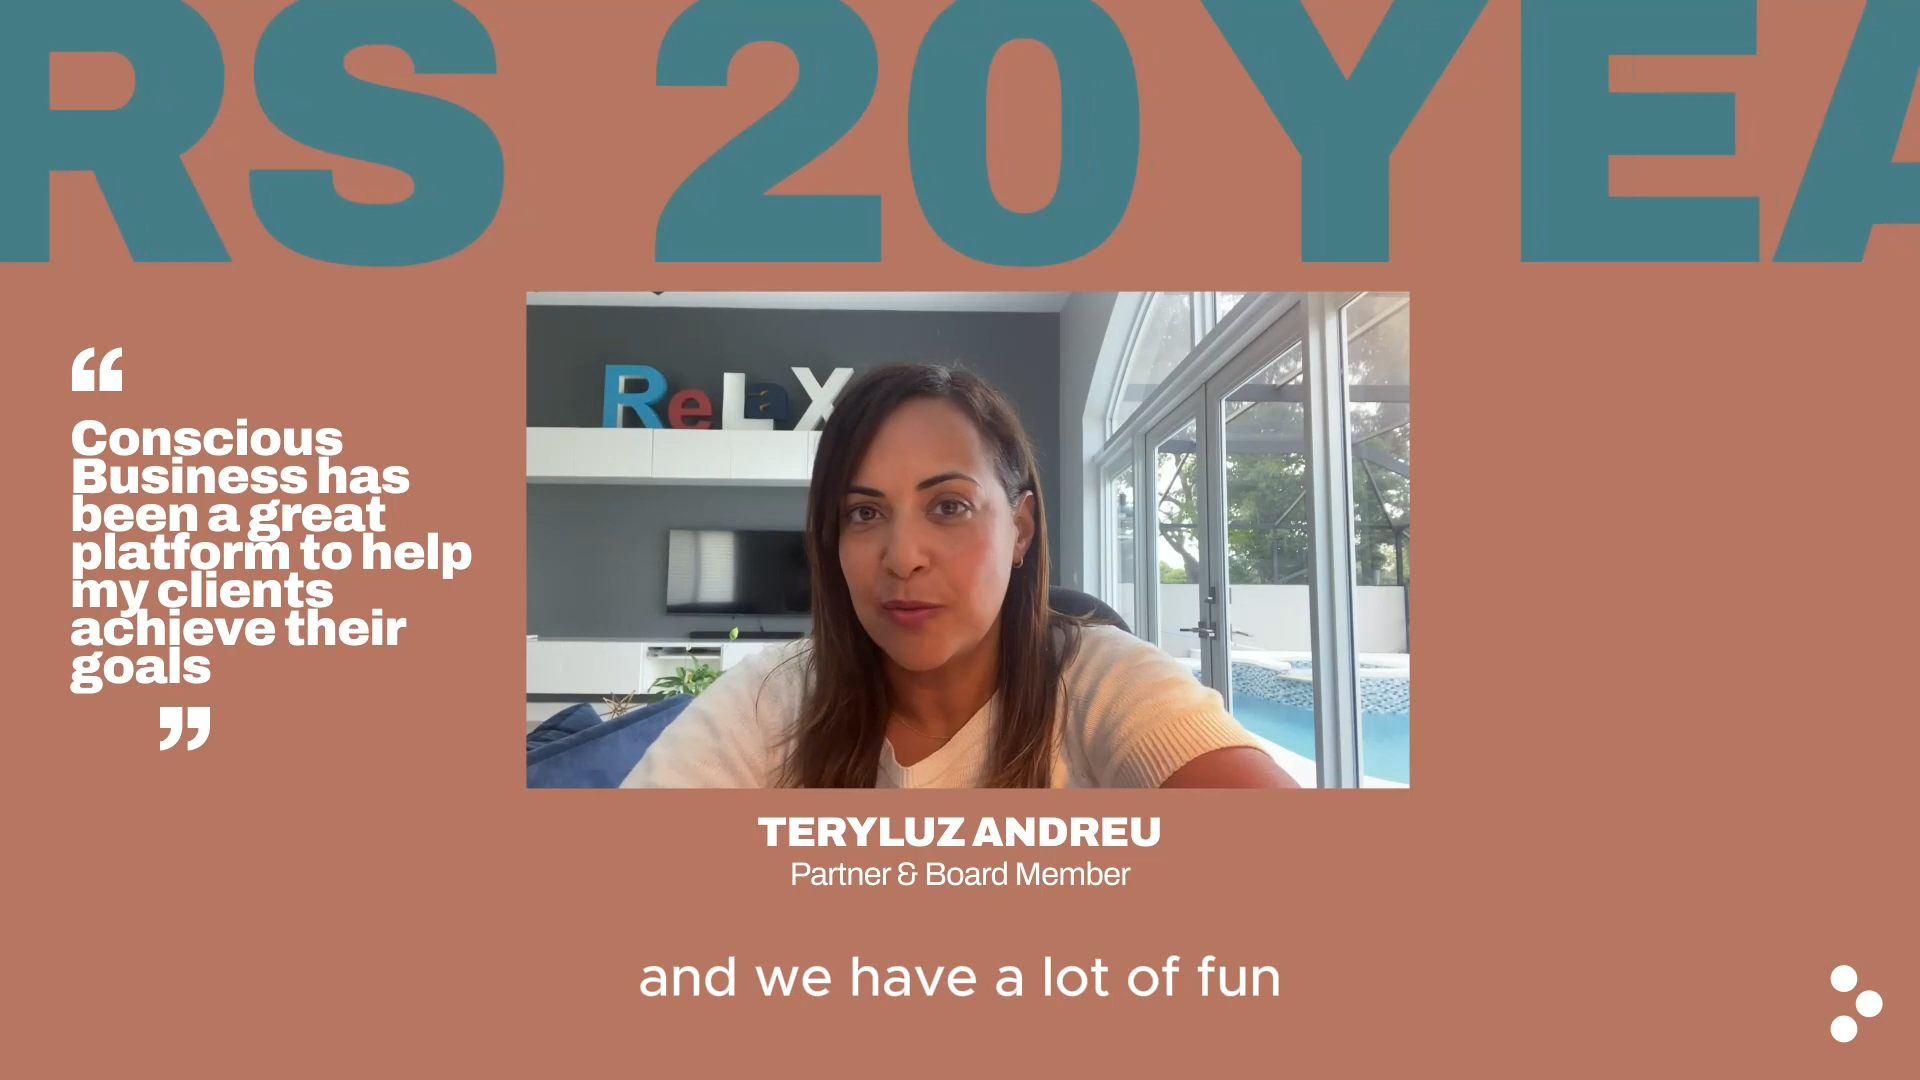 RS 20 YEA
“
Conscious
Business has
been a great
platform to help
my clients
achieve their
goals
”
ReLaX
TERYLUZ ANDREU
Partner & Board Member
and we have a lot of fun